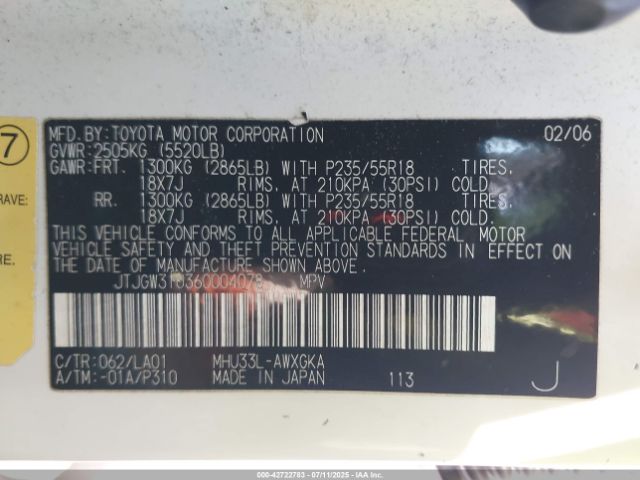 7
RAVE:
RE.
MFD. BY: TOYOTA MOTOR CORPORATION 02/06
GVWR: 2505KG (5520LB)
GAWR: FRT. 1300KG (2865LB) WITH P235/55R18 TIRES.
18X7J RIMS. AT 210KPA (30PSI) COLD.
RR. 1300KG (2865LB) WITH P235/55R18 TIRES.
18X7J RIMS. AT 210KPA (30PSI) COLD.
THIS VEHICLE CONFORMS TO ALL APPLICABLE FEDERAL MOTOR
VEHICLE SAFETY AND THEFT PREVENTION STANDARDS IN EFFECT ON
THE DATE OF MANUFACTURE SHOWN ABOVE.
MPV
C/TR: 062/LA01 MHU33L-AWXGKA
A/TM: -01A/P310 MADE IN JAPAN 113 J
000-42722783 - 07/11/2025 - IAAI Copart